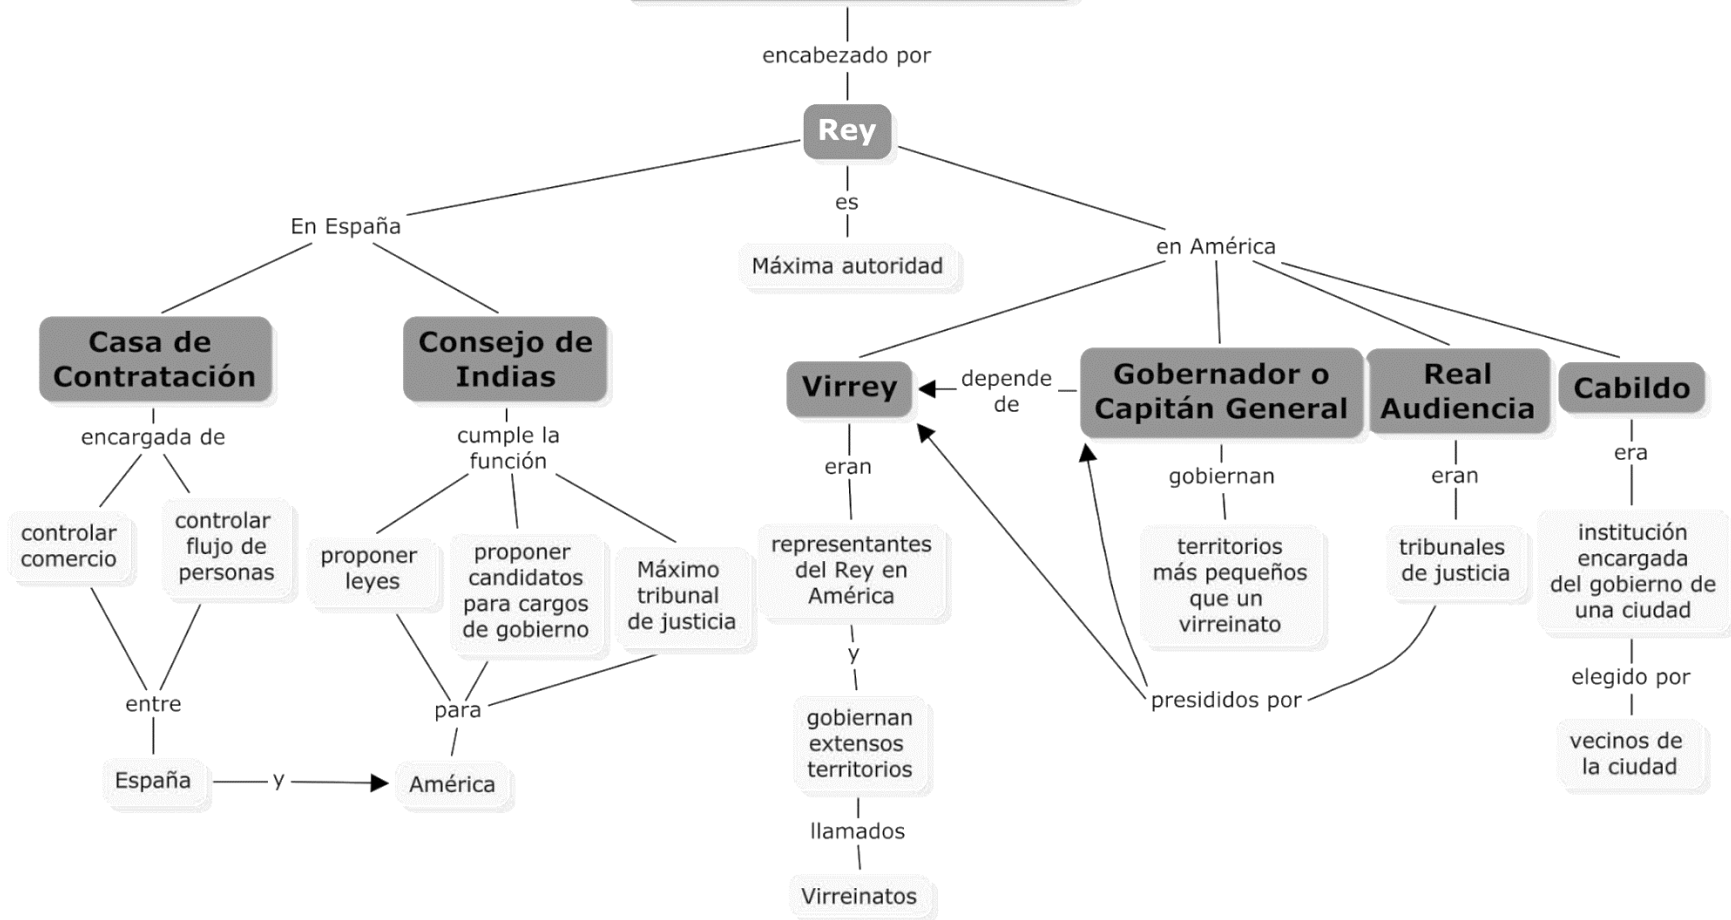 encabezado por
Rey
es
Máxima autoridad
En España
Casa de
Contratación
encargada de
controlar
comercio
controlar
flujo de
personas
entre
España
y
Consejo de
Indias
cumple la
función
proponer
leyes
proponer
candidatos
para cargos
de gobierno
Máximo
tribunal
de justicia
para
América
en América
Virrey
eran
representantes
del Rey en
América
y
gobiernan
extensos
territorios
llamados
Virreinatos
depende
de
Gobernador o
Capitán General
gobiernan
territorios
más pequeños
que un
virreinato
Real
Audiencia
eran
tribunales
de justicia
presididos por
Cabildo
era
institución
encargada
del gobierno de
una ciudad
elegido por
vecinos de
la ciudad